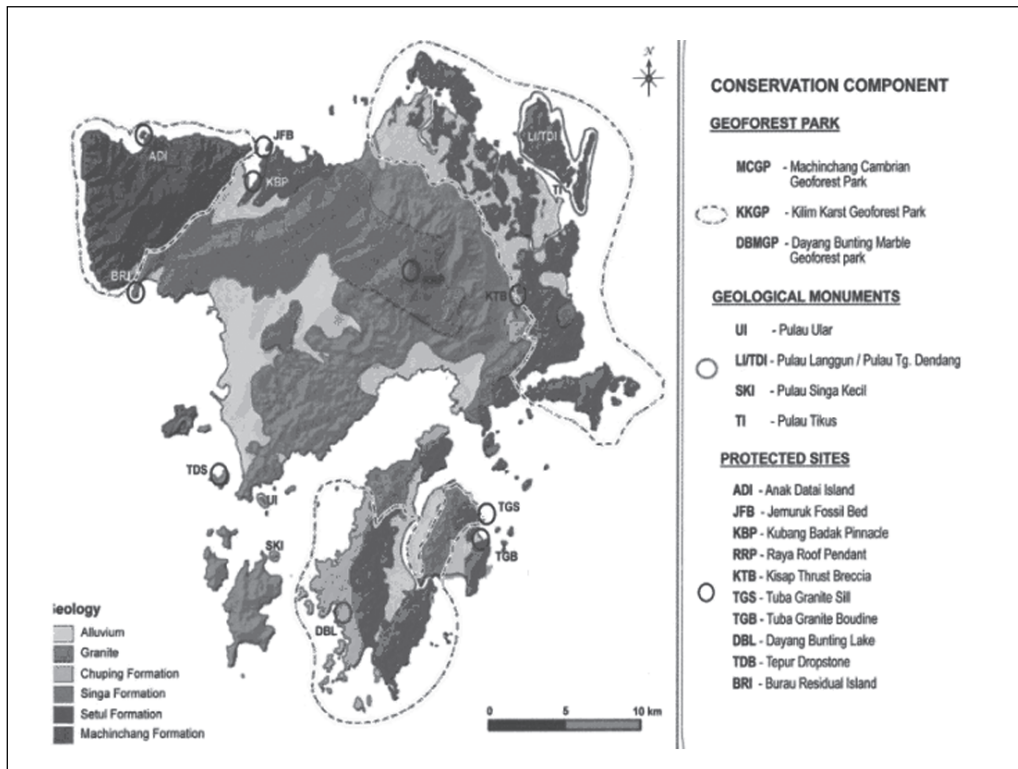 N
JFB
ADI
KBP
LI/TDI
TI
BRI
KTB
TDS
UI
TGS
SKI
TGB
DBL
eology
Alluvium
Granite
Chuping Formation
Singa Formation
Setul Formation
Machinchang Formation
0 5 10 km
CONSERVATION COMPONENT
GEOFOREST PARK
MCGP - Machinchang Cambrian
Geoforest Park
KKGP - Kilim Karst Geoforest Park
DBMGP - Dayang Bunting Marble
Geoforest park
GEOLOGICAL MONUMENTS
UI - Pulau Ular
LI/TDI - Pulau Langgun / Pulau Tg. Dendang
SKI - Pulau Singa Kecil
TI - Pulau Tikus
PROTECTED SITES
ADI - Anak Datai Island
JFB - Jemuruk Fossil Bed
KBP - Kubang Badak Pinnacle
RRP - Raya Roof Pendant
KTB - Kisap Thrust Breccia
TGS - Tuba Granite Sill
TGB - Tuba Granite Boudine
DBL - Dayang Bunting Lake
TDB - Tepur Dropstone
BRI - Burau Residual Island